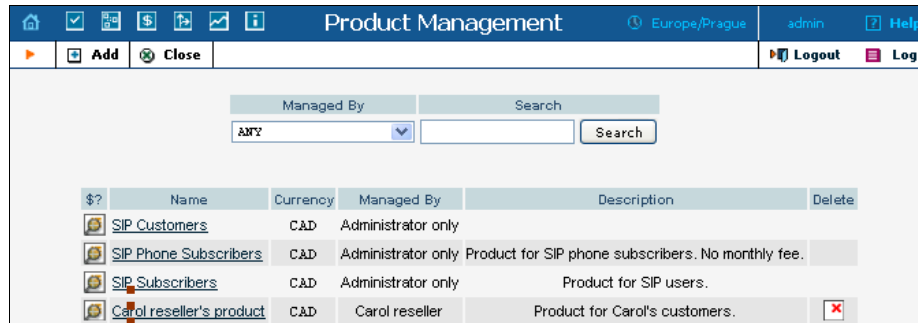 Product Management Europe/Prague admin Help
Add Close Logout Log
Managed By Search
ANY Search
$? Name Currency Managed By Description Delete
SIP Customers CAD Administrator only
SIP Phone Subscribers CAD Administrator only Product for SIP phone subscribers. No monthly fee.
SIP Subscribers CAD Administrator only Product for SIP users.
Carol reseller's product CAD Carol reseller Product for Carol's customers.